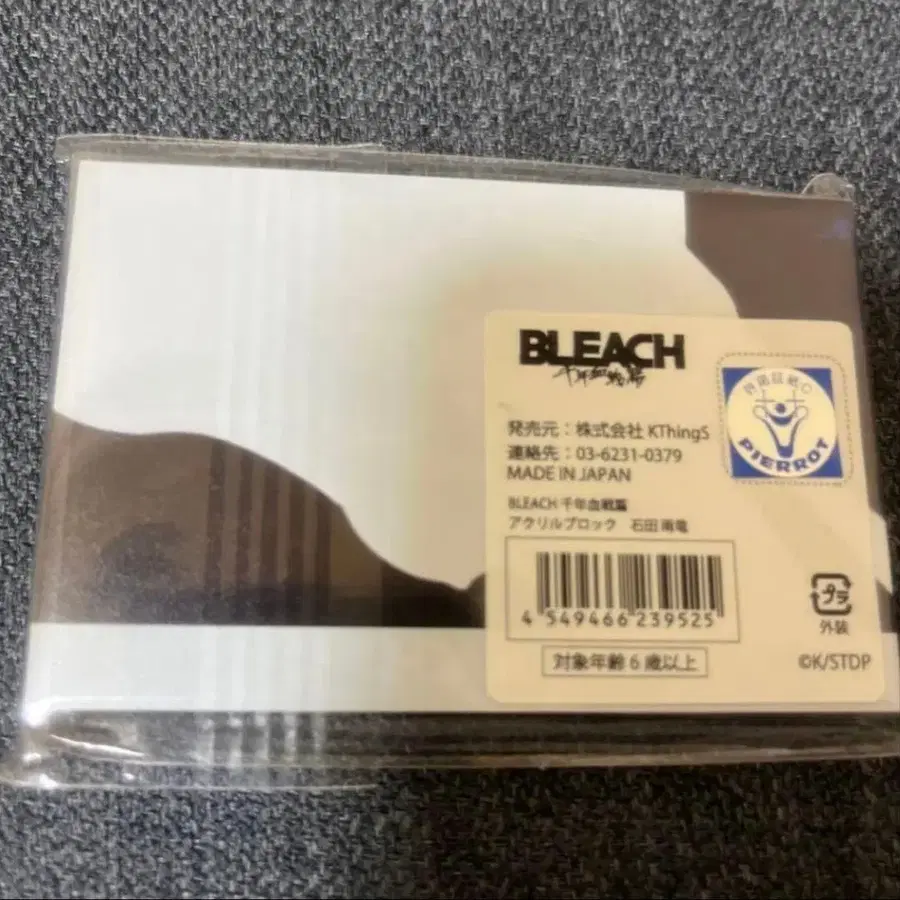 BLEACH
千年血戦篇
許諾証紙
PIERROT
発売元：株式会社 KThingS
連絡先：03-6231-0379
MADE IN JAPAN
BLEACH 千年血戦篇
アクリルブロック 石田 雨竜
4 549466 239525
対象年齢 6 歳以上
プラ
外装
©K/STDP